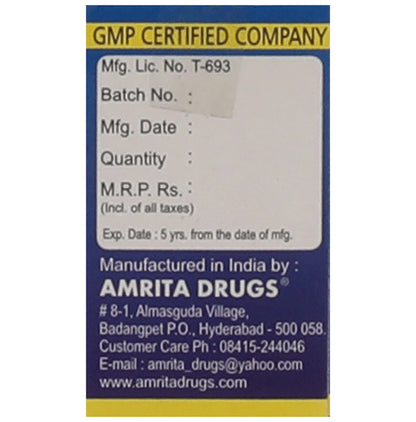 GMP CERTIFIED COMPANY
Mfg. Lic. No. T-693
Batch No. :
Mfg. Date :
Quantity :
M.R.P. Rs. :
(Incl. of all taxes)
Exp. Date : 5 yrs. from the date of mfg.
Manufactured in India by :
AMRITA DRUGS®
# 8-1, Almasguda Village,
Badangpet P.O., Hyderabad - 500 058.
Customer Care Ph : 08415-244046
E-mail : amrita_drugs@yahoo.com
www.amritadrugs.com